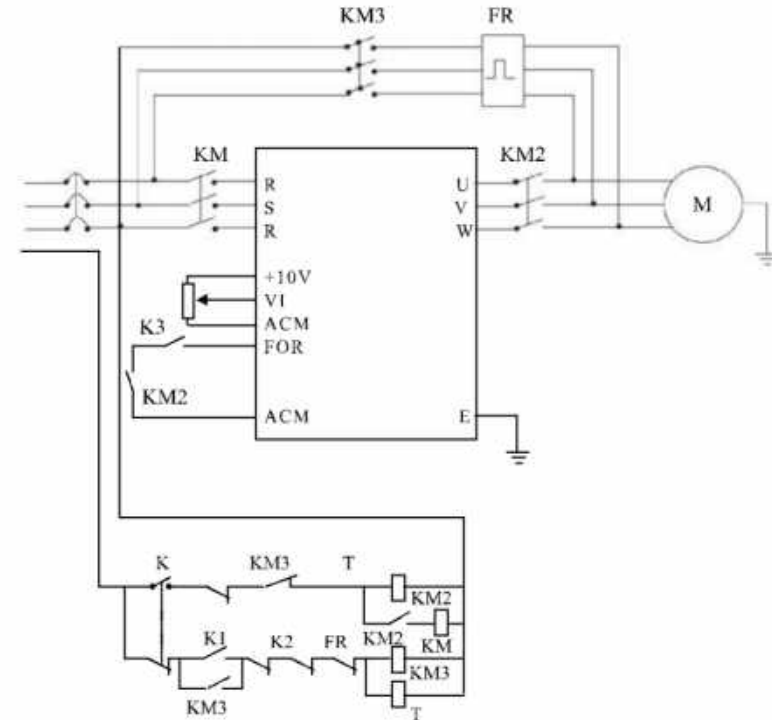 KM3 FR
KM KM2
R U
S V M
R W
+10V
VI
ACM
K3 FOR
KM2
ACM E
K KM3 T
KM2
K1 K2 FR KM2 KM
KM3
KM3
T